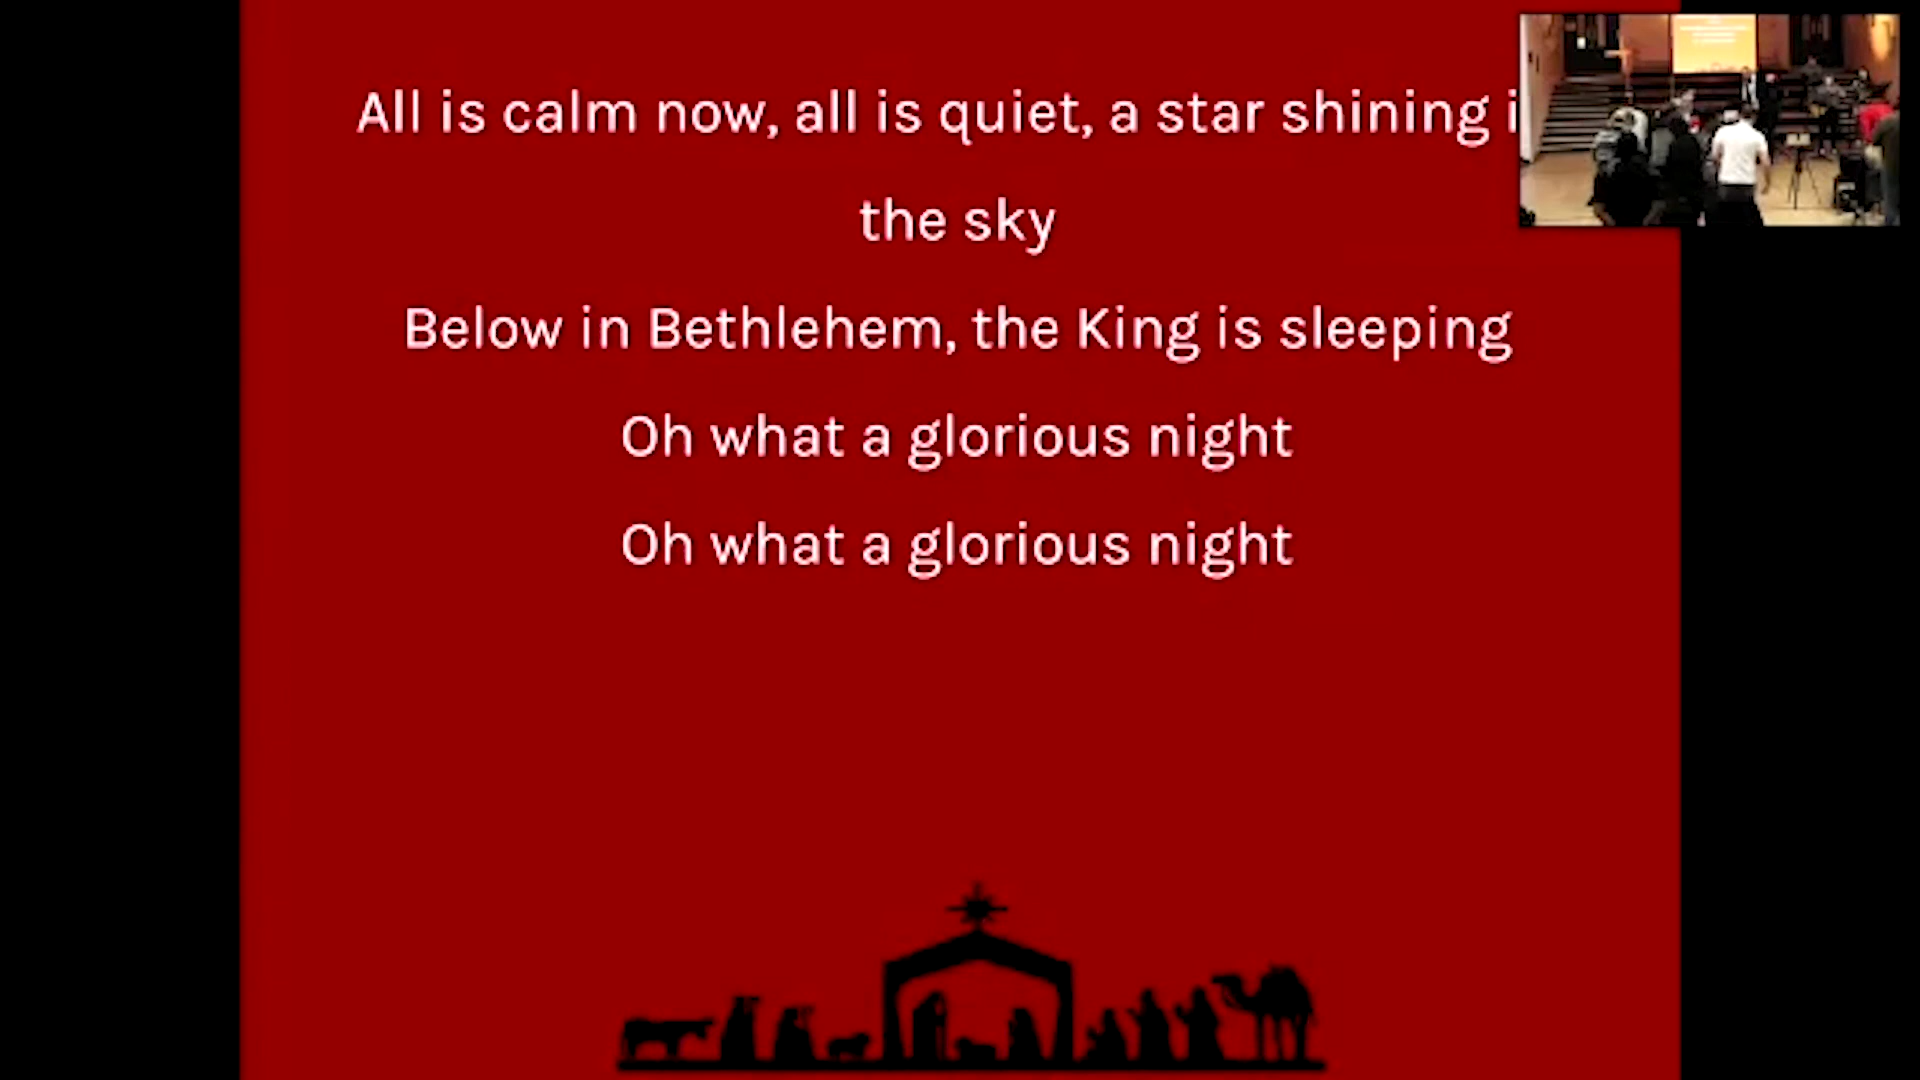 All is calm now, all is quiet, a star shining i
the sky
Below in Bethlehem, the King is sleeping
Oh what a glorious night
Oh what a glorious night